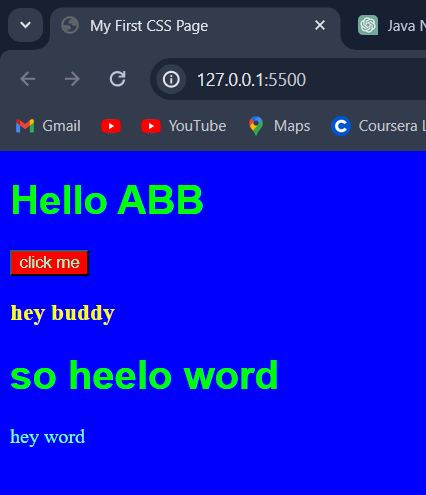 My First CSS Page
Java N
127.0.0.1:5500
Gmail
YouTube
Maps
Coursera L
Hello ABB
click me
hey buddy
so heelo word
hey word